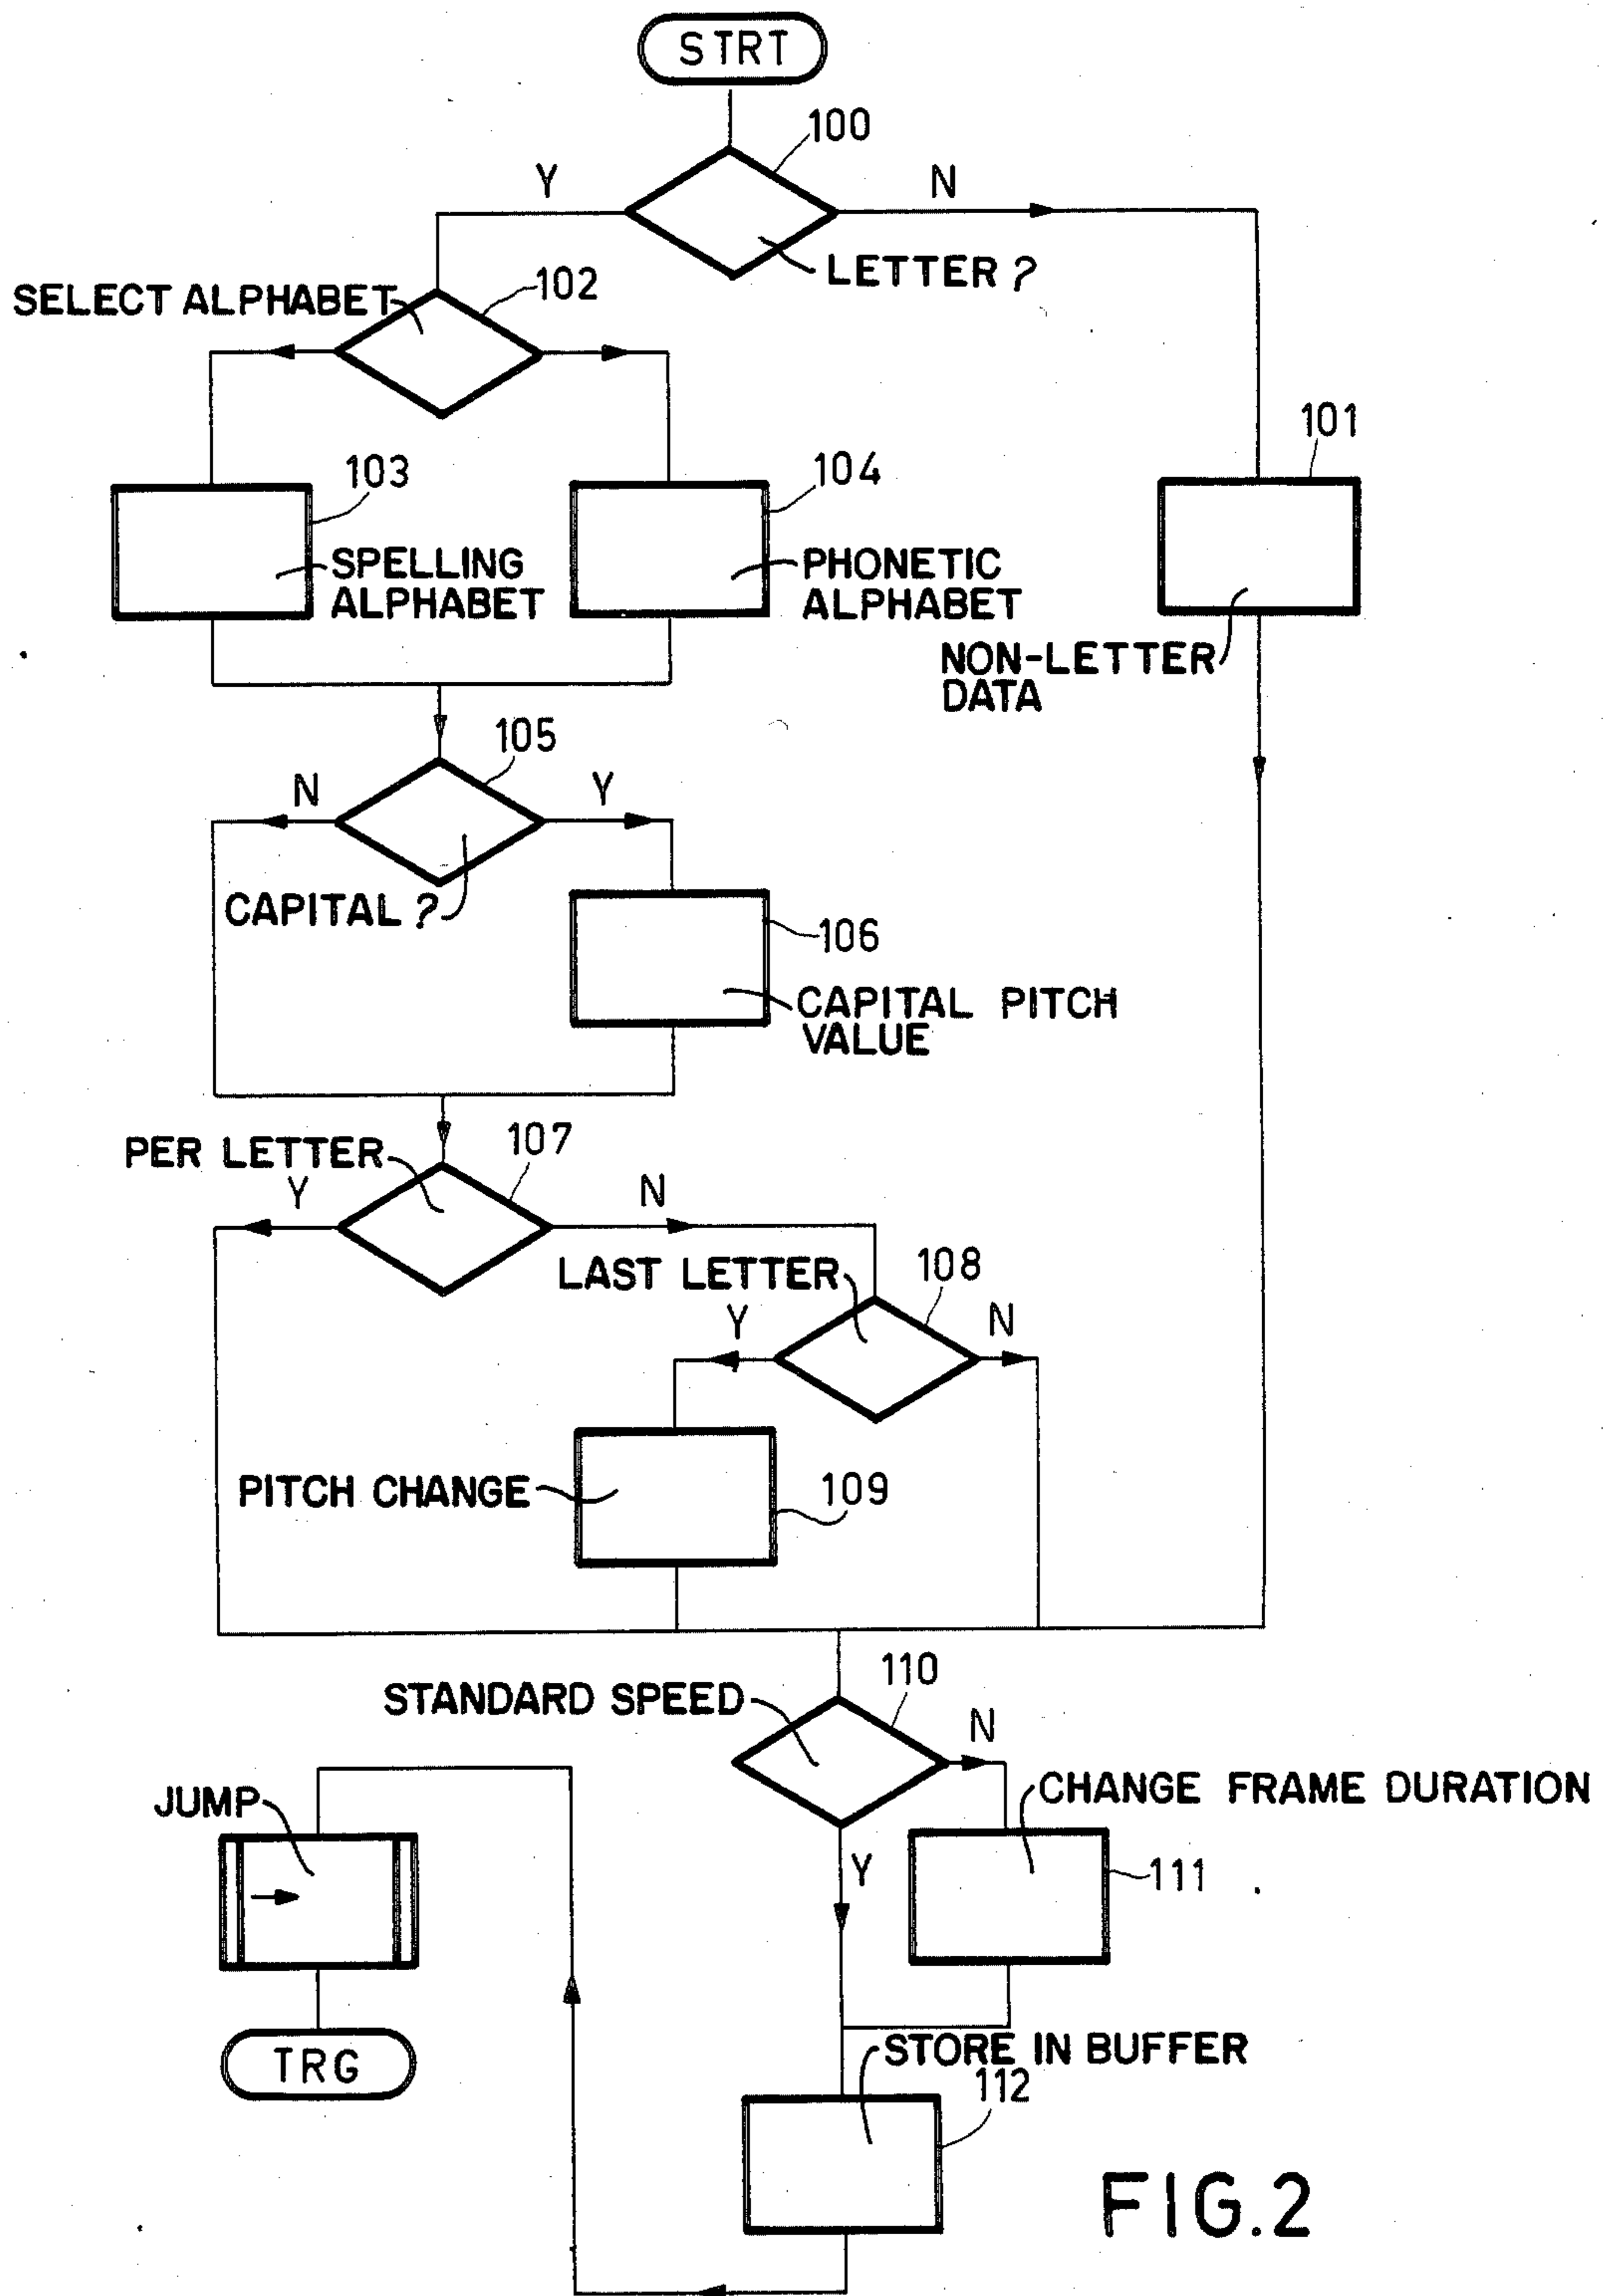 STRT
100
Y
N
LETTER ?
SELECT ALPHABET
102
101
103
104
SPELLING
ALPHABET
PHONETIC
ALPHABET
NON-LETTER
DATA
105
N
Y
CAPITAL ?
106
CAPITAL PITCH
VALUE
107
PER LETTER
Y
N
LAST LETTER
108
Y
N
PITCH CHANGE
109
110
STANDARD SPEED
N
JUMP
CHANGE FRAME DURATION
Y
111
STORE IN BUFFER
TRG
112
FIG.2